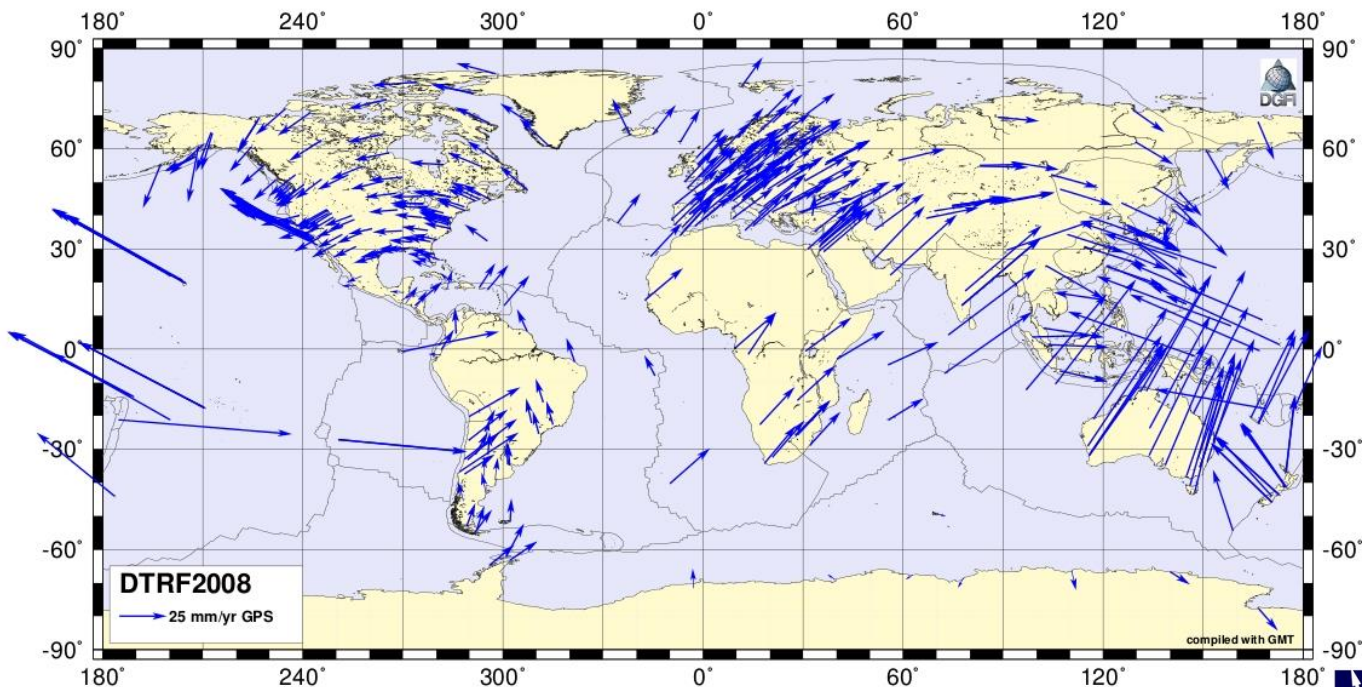 180˚ 240˚ 300˚ 0˚ 60˚ 120˚ 180˚
90˚ 90˚
DGFI
60˚ 60˚
30˚ 30˚
0˚ 0˚
-30˚ -30˚
-60˚ -60˚
DTRF2008
25 mm/yr GPS
compiled with GMT
-90˚ -90˚
180˚ 240˚ 300˚ 0˚ 60˚ 120˚ 180˚